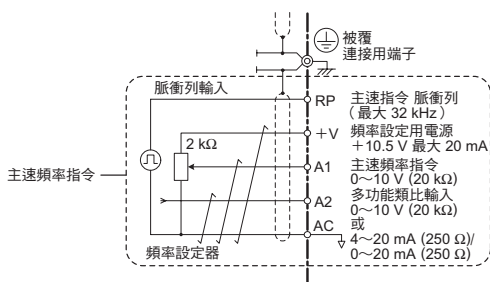 被覆
連接用端子
脈衝列輸入
RP
主速指令 脈衝列
(最大 32 kHz)
+V
頻率設定用電源
+10.5 V 最大 20 mA
2 kΩ
A1
主速頻率指令
0～10 V (20 kΩ)
主速頻率指令
A2
多功能類比輸入
0～10 V (20 kΩ)
或
4～20 mA (250 Ω)/
0～20 mA (250 Ω)
AC
頻率設定器